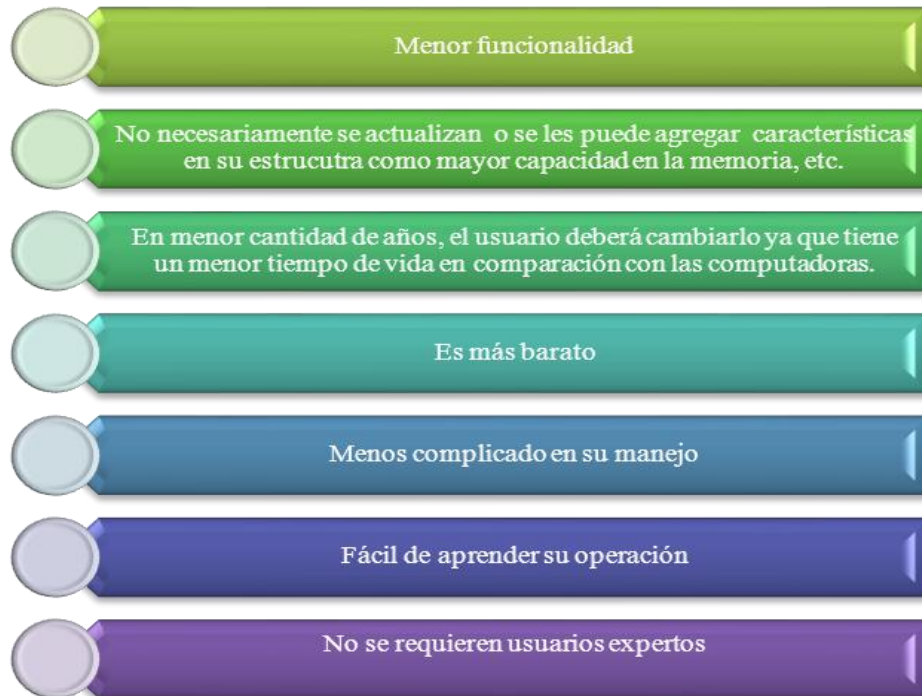 Menor funcionalidad
No necesariamente se actualizan o se les puede agregar características
en su estrucutra como mayor capacidad en la memoria, etc.
En menor cantidad de años, el usuario deberá cambiarlo ya que tiene
un menor tiempo de vida en comparación con las computadoras.
Es más barato
Menos complicado en su manejo
Fácil de aprender su operación
No se requieren usuarios expertos